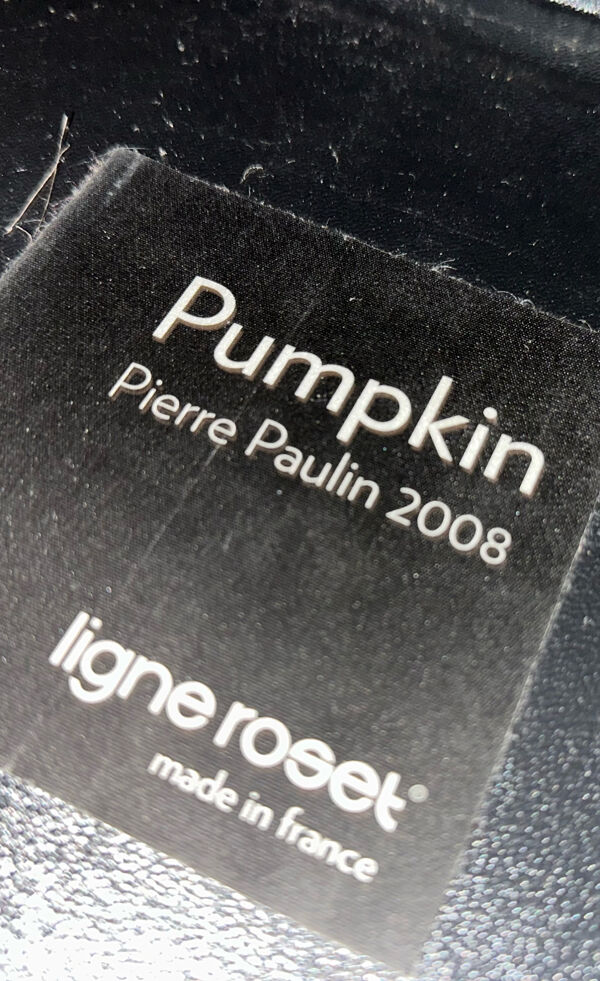 Pumpkin
Pierre Paulin 2008
ligne roset®
made in france